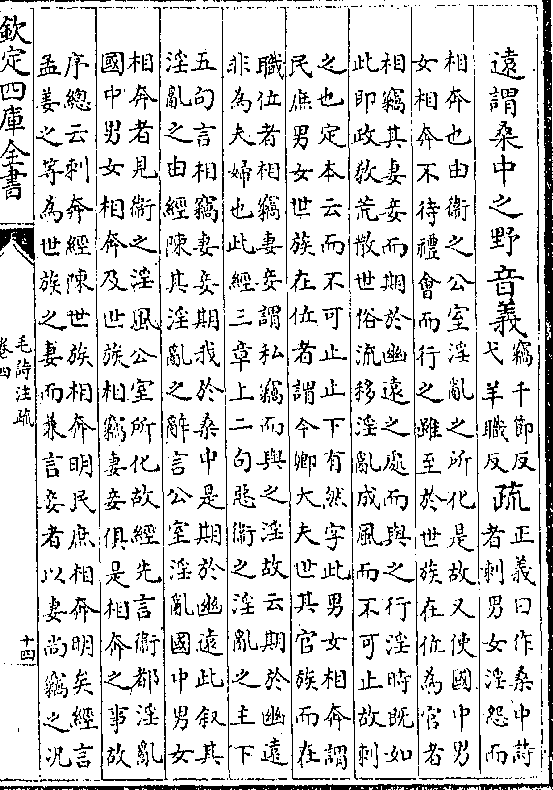 遠謂桑中之野音義竊千節反
弋羊職反疏正義曰作桑中詩
者刺男女淫怨而
相奔也由衛之公室淫亂之所化是故又使國中男
女相奔不待禮會而行之雖至於世族在位為官者
相竊其妻妾而期於幽遠之處而與之行淫時既如
此即政教荒散世俗流移淫亂成風而不可止故刺
之也定本云而不可止止下有然字此男女相奔謂
民庶男女世族在位者謂今卿大夫世其官族而在
職位者相竊妻妾謂私竊而與之淫故云期於幽遠
非為夫婦也此經三章上二句惡衛之淫亂之主下
五句言相竊妻妾期我於桑中是期於幽遠此叙其
淫亂之由經陳其淫亂之辭言公室淫亂國中男女
相奔者見衛之淫風公室所化故經先言衛都淫亂
國中男女相奔及世族相竊妻妾俱是相奔之事故
序總云刺奔經陳世族相奔明民庶相奔明矣經言
孟姜之等為世族之妻而兼言妾者以妻尚竊之況
欽定四庫全書
毛詩注疏
卷四
十四